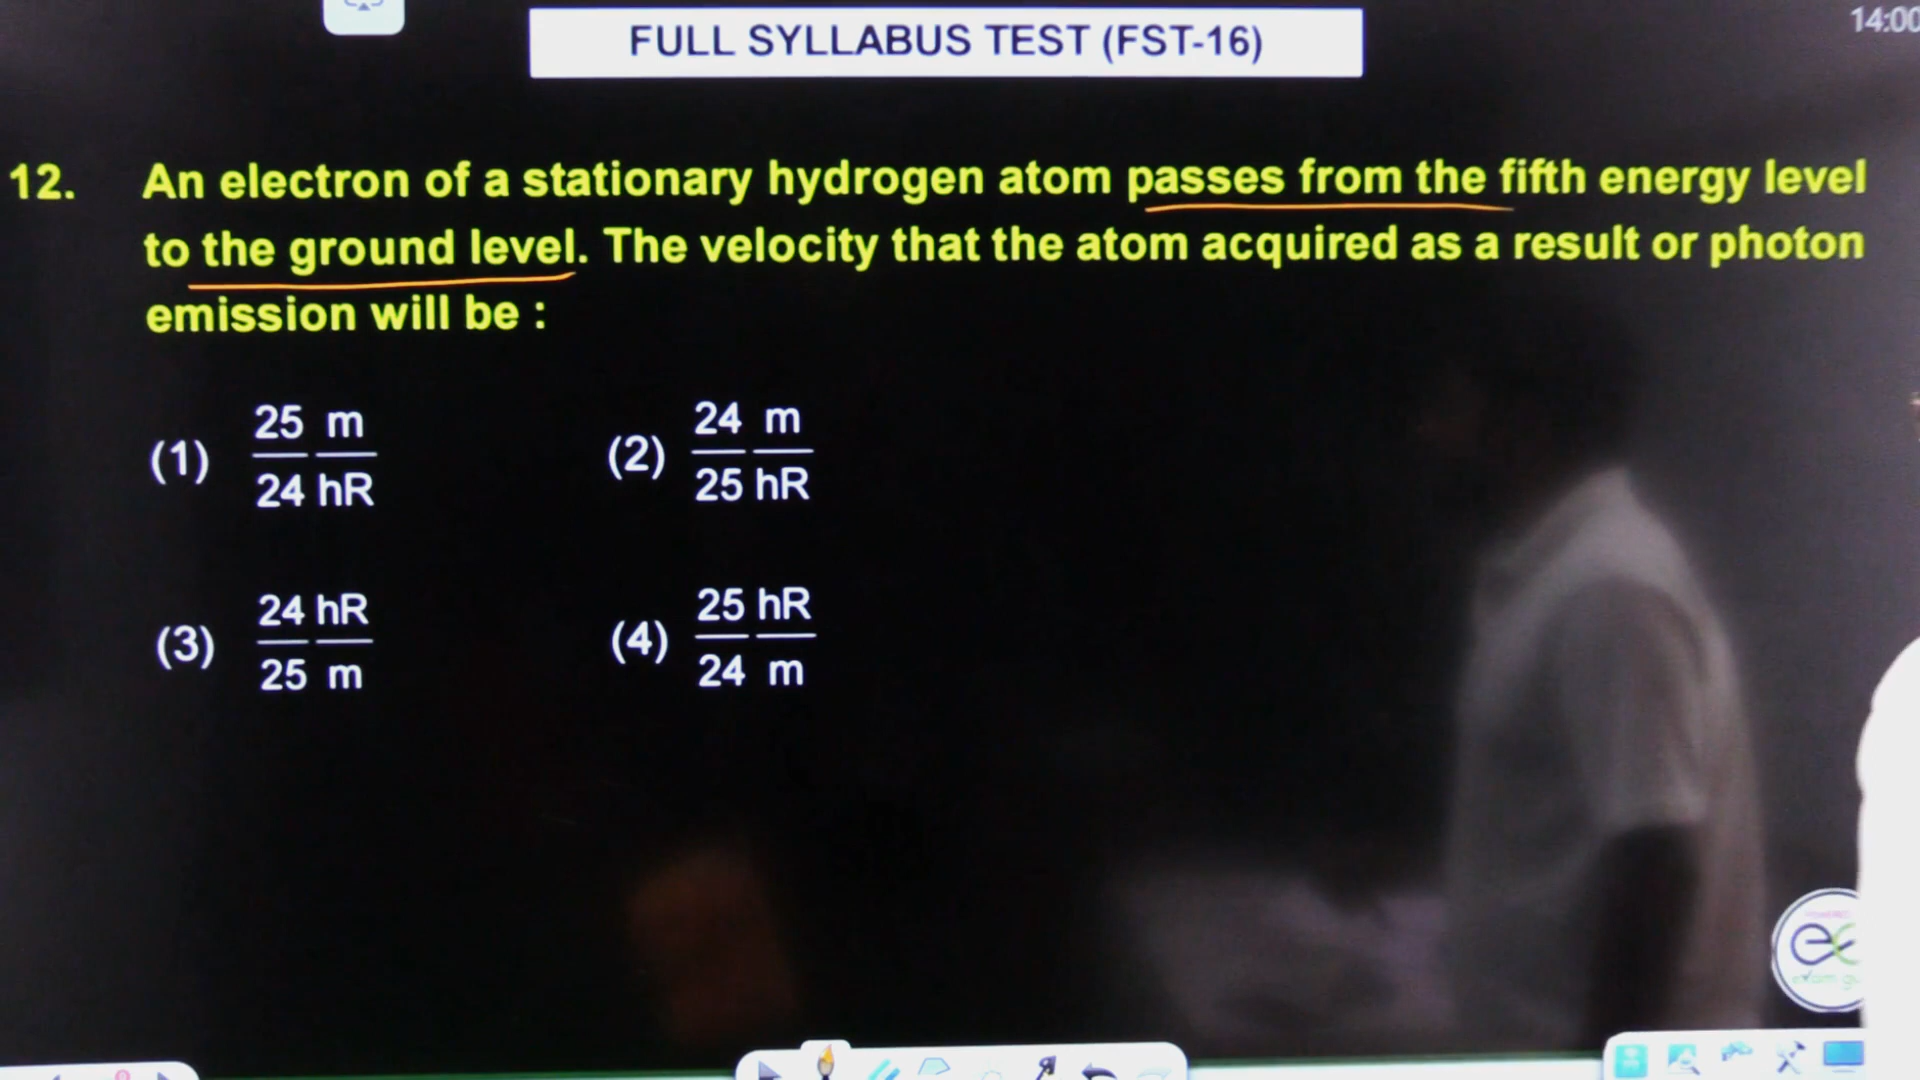 FULL SYLLABUS TEST (FST-16)
14:00
12. An electron of a stationary hydrogen atom passes from the fifth energy level
to the ground level. The velocity that the atom acquired as a result or photon
emission will be :
(1) 25/24 m/hR (2) 24/25 m/hR
(3) 24/25 hR/m (4) 25/24 hR/m